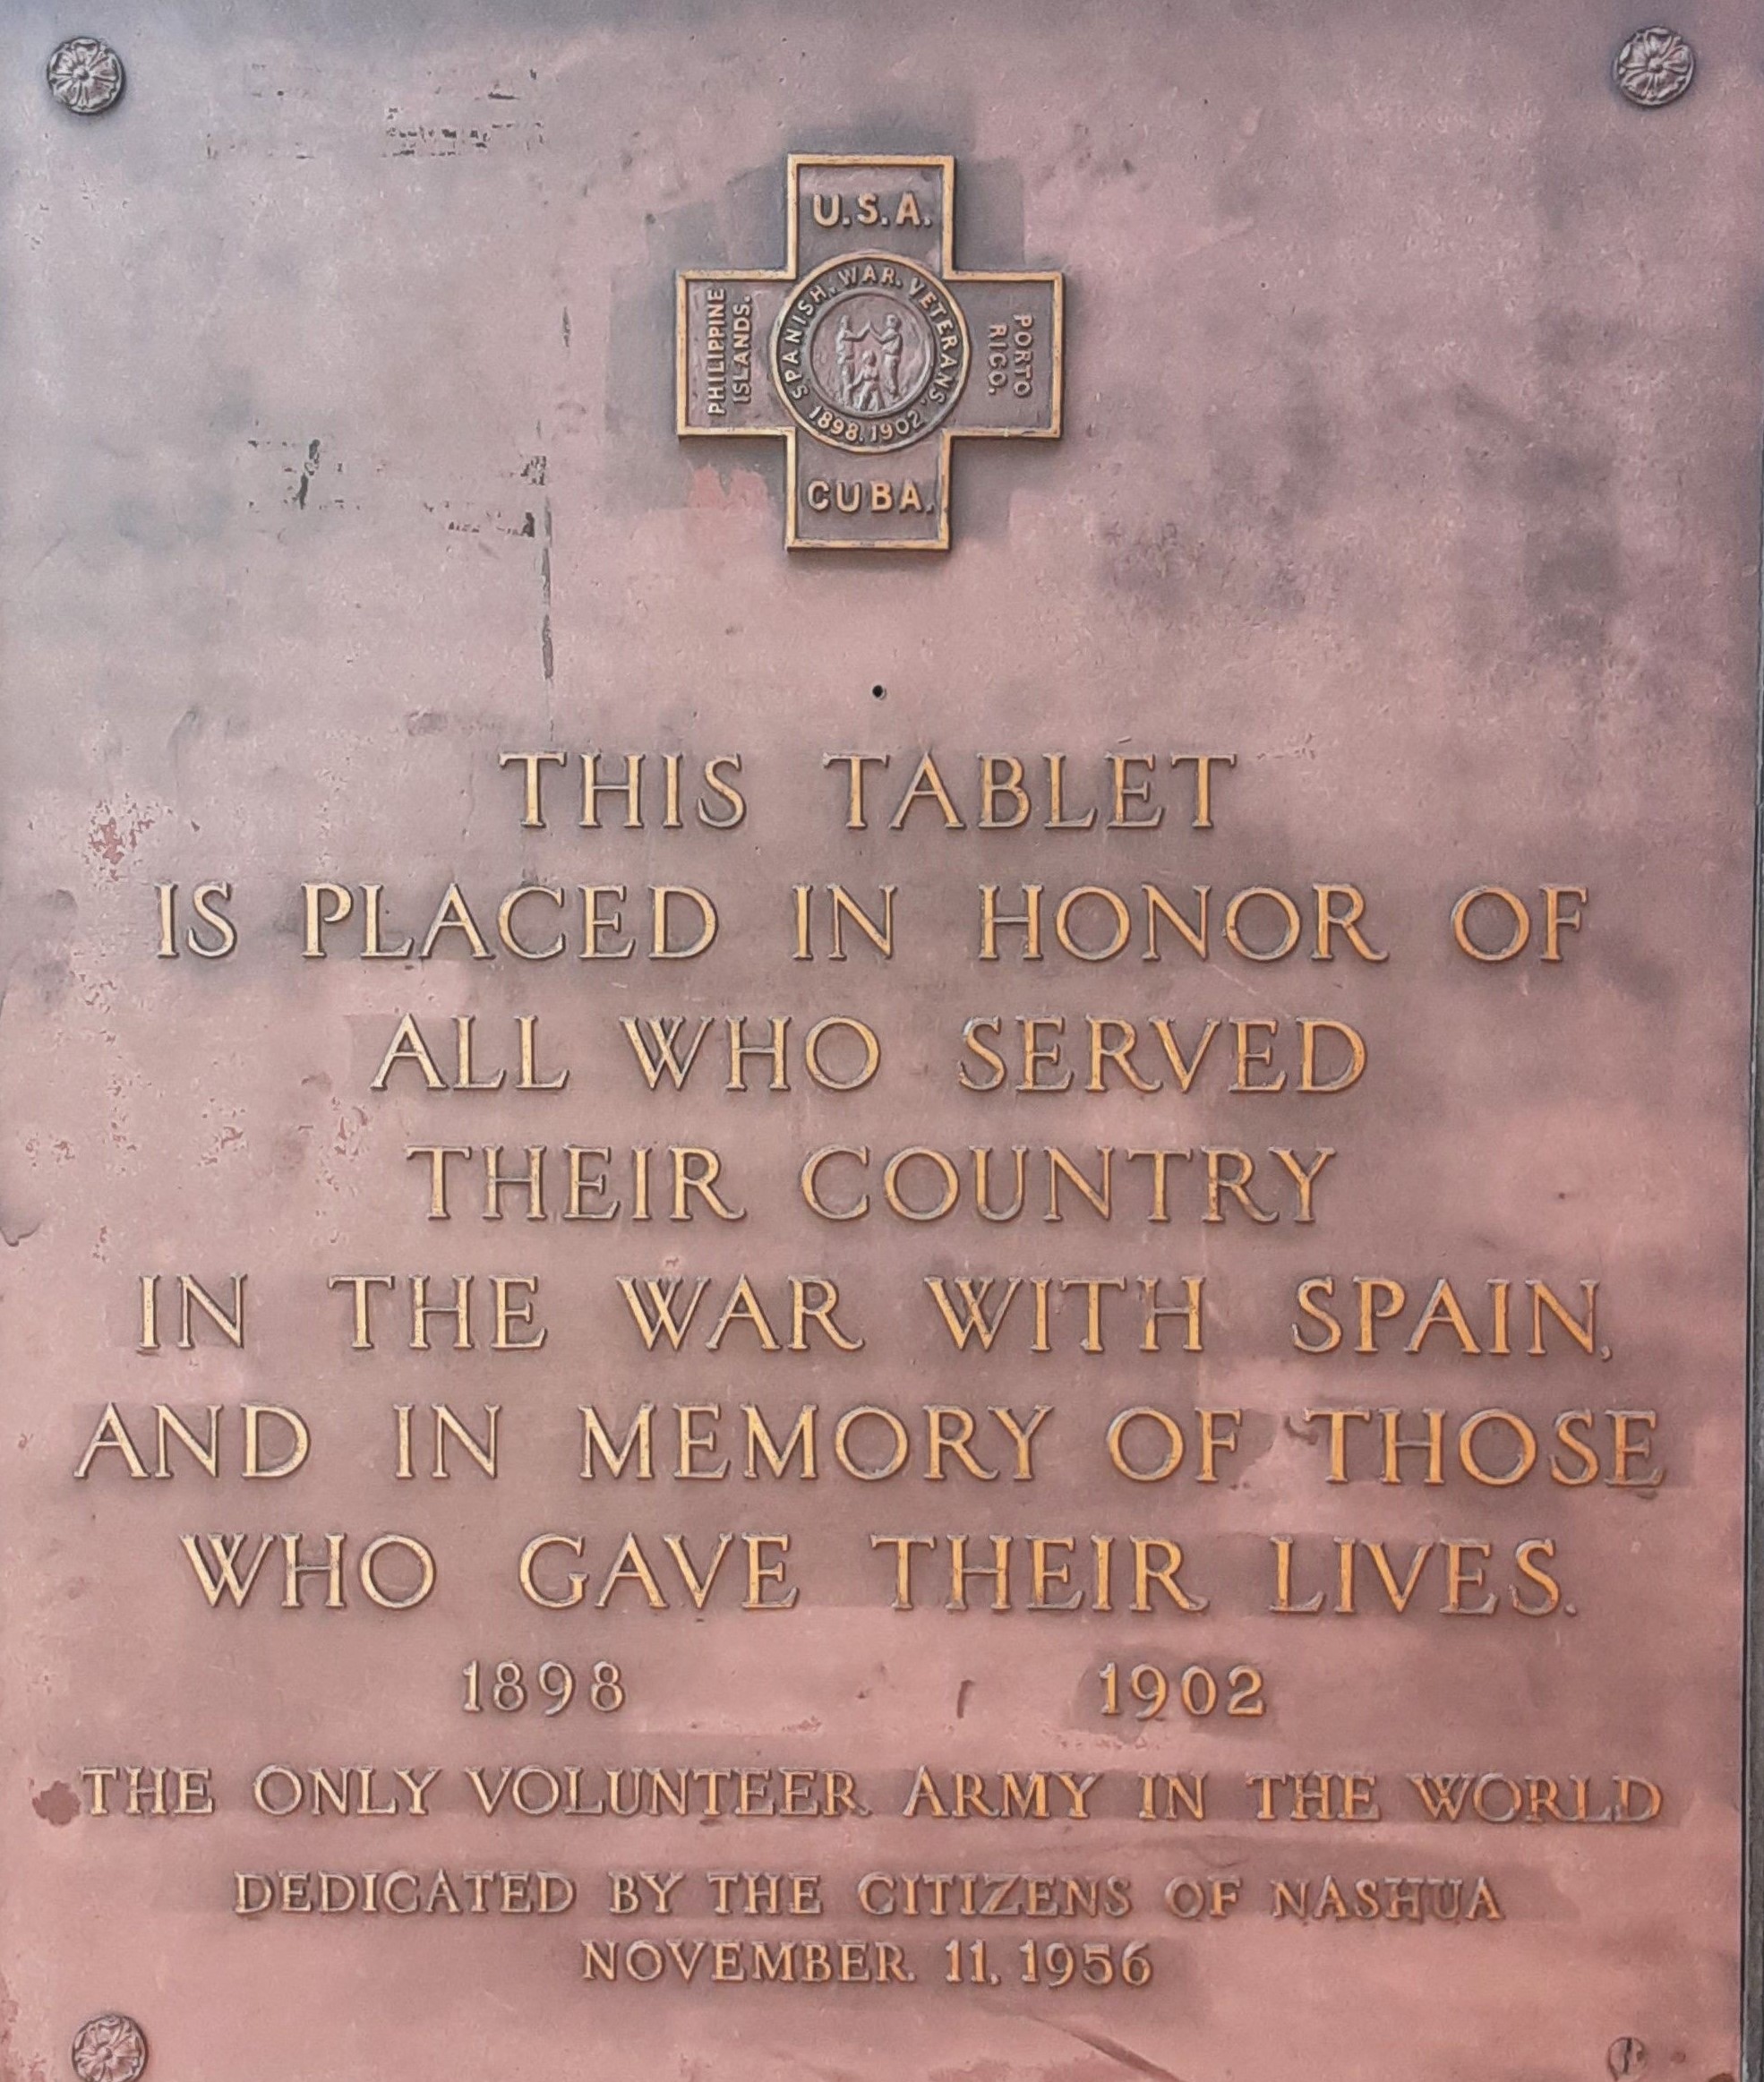 U.S.A.
PHILIPPINE
ISLANDS.
SPANISH. WAR. VETERANS.
1898. 1902.
PORTO
RICO.
CUBA.
THIS TABLET
IS PLACED IN HONOR OF
ALL WHO SERVED
THEIR COUNTRY
IN THE WAR WITH SPAIN,
AND IN MEMORY OF THOSE
WHO GAVE THEIR LIVES.
1898 1902
THE ONLY VOLUNTEER ARMY IN THE WORLD
DEDICATED BY THE CITIZENS OF NASHUA
NOVEMBER 11, 1956